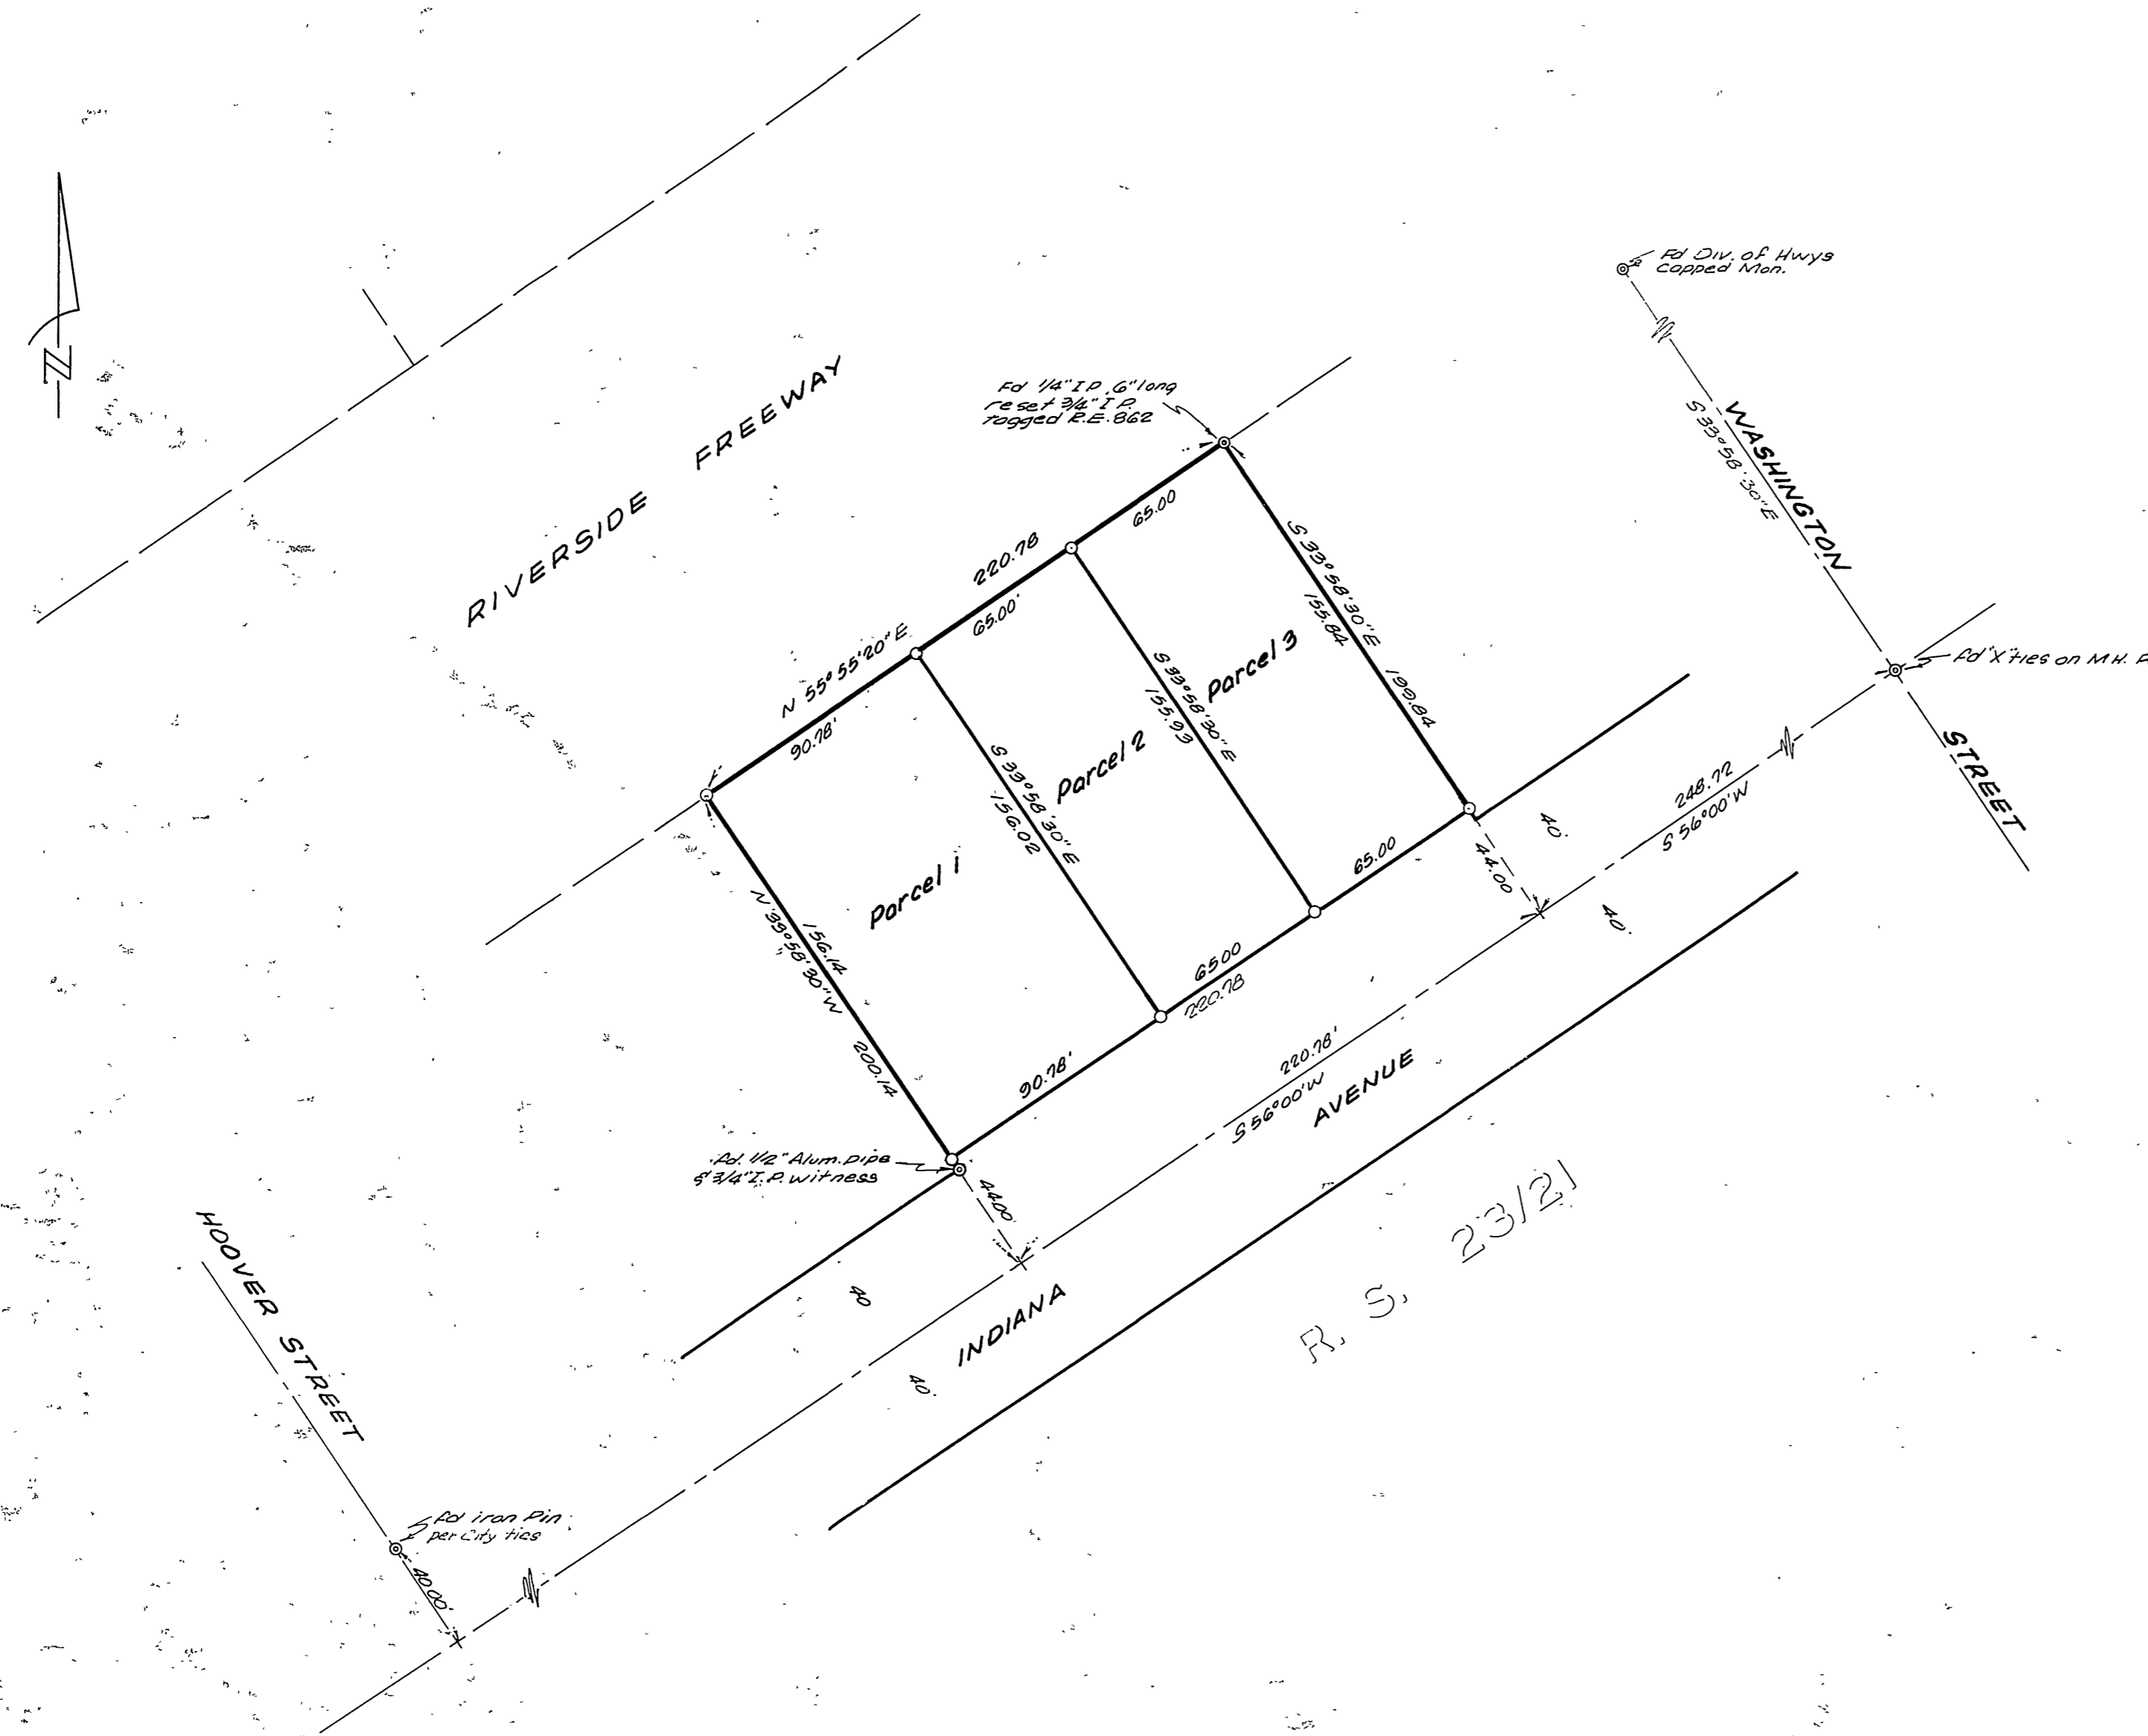 N
RIVERSIDE FREEWAY
Fd Div. of Hwys
Capped Mon.
Fd 1/4" I.P. 6" long
reset 3/4" I.P.
tagged R.E. 862
WASHINGTON
S 33°58'30"E
STREET
Fd "X" ties on M.H.
N 55°55'20"E
220.78
90.78'
65.00'
65.00
S 33°58'30"E
155.84
199.84
Parcel 3
S 33°58'30"E
155.93
Parcel 2
S 33°58'30"E
156.02
Parcel 1
156.14
N 33°58'30"W
200.14
90.78'
65.00
220.78
65.00
44.00
40'
40'
248.72
S 56°00'W
220.78'
S 56°00'W
INDIANA AVENUE
Fd. 1/2" Alum. pipe
& 3/4" I.P. witness
44.00'
40
40'
R. S. 23/21
HOOVER STREET
Fd iron Pin
per City ties
40.00'